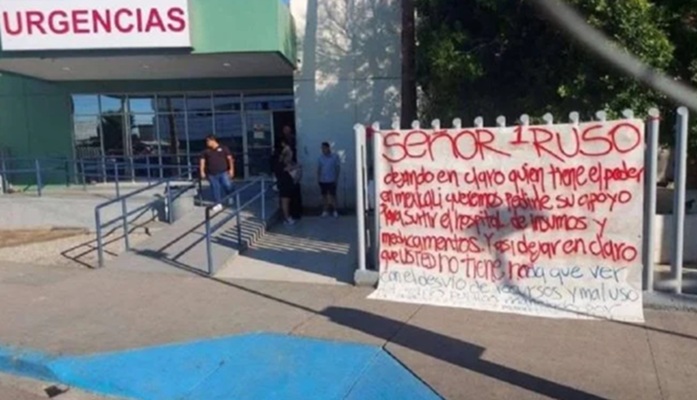 URGENCIAS
SEÑOR 1 RUSO
dejando en claro quien tiene el poder
en mexicali queremos pedirle su apoyo
para surtir el hospital de insumos y
medicamentos. Y asi dejar en claro
que USTED no tiene nada que ver
con el desvio de recursos y mal uso